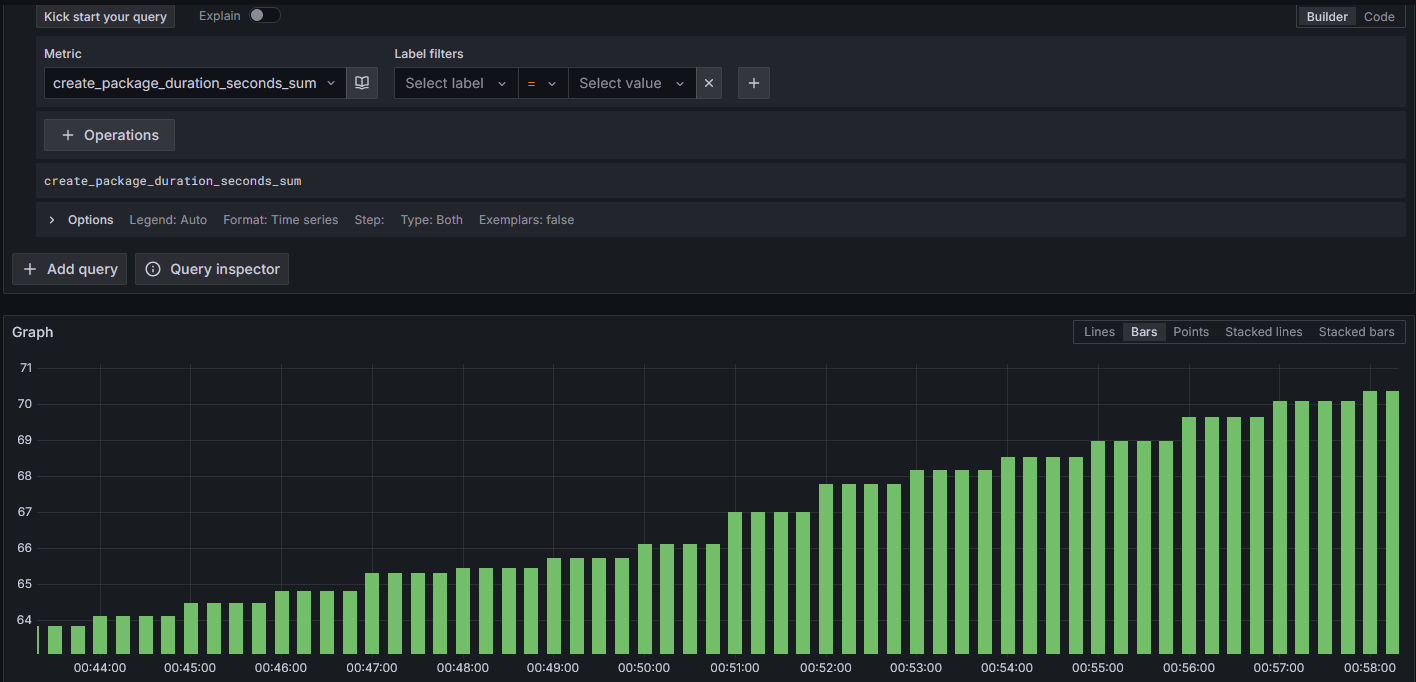 Kick start your query Explain Builder Code
Metric Label filters
create_package_duration_seconds_sum Select label = Select value
Operations
create_package_duration_seconds_sum
Options Legend: Auto Format: Time series Step: Type: Both Exemplars: false
Add query Query inspector
Graph Lines Bars Points Stacked lines Stacked bars
71
70
69
68
67
66
65
64
00:44:00 00:45:00 00:46:00 00:47:00 00:48:00 00:49:00 00:50:00 00:51:00 00:52:00 00:53:00 00:54:00 00:55:00 00:56:00 00:57:00 00:58:00